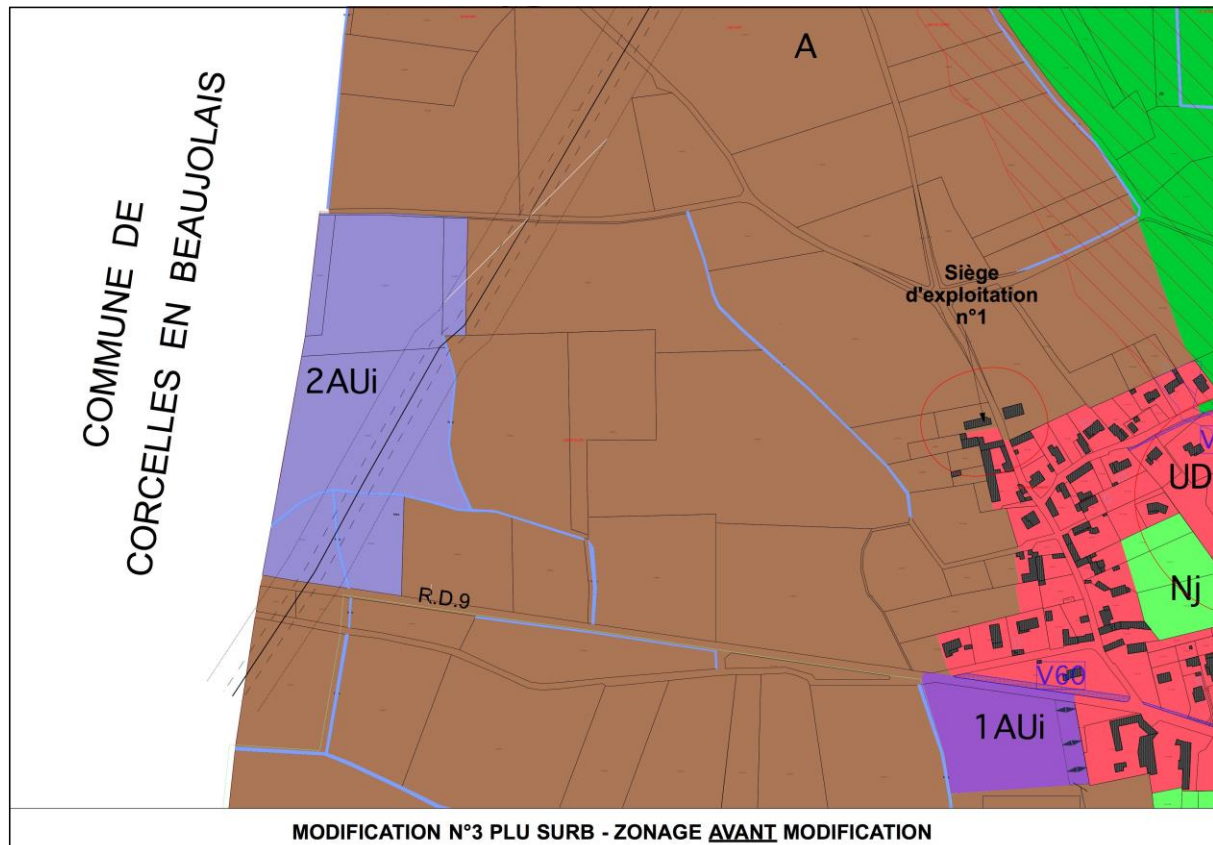 A
COMMUNE DE
CORCELLES EN BEAUJOLAIS
Siège
d'exploitation
n°1
2AUi
UD
Nj
R.D.9
V60
1AUi
MODIFICATION N°3 PLU SURB - ZONAGE AVANT MODIFICATION